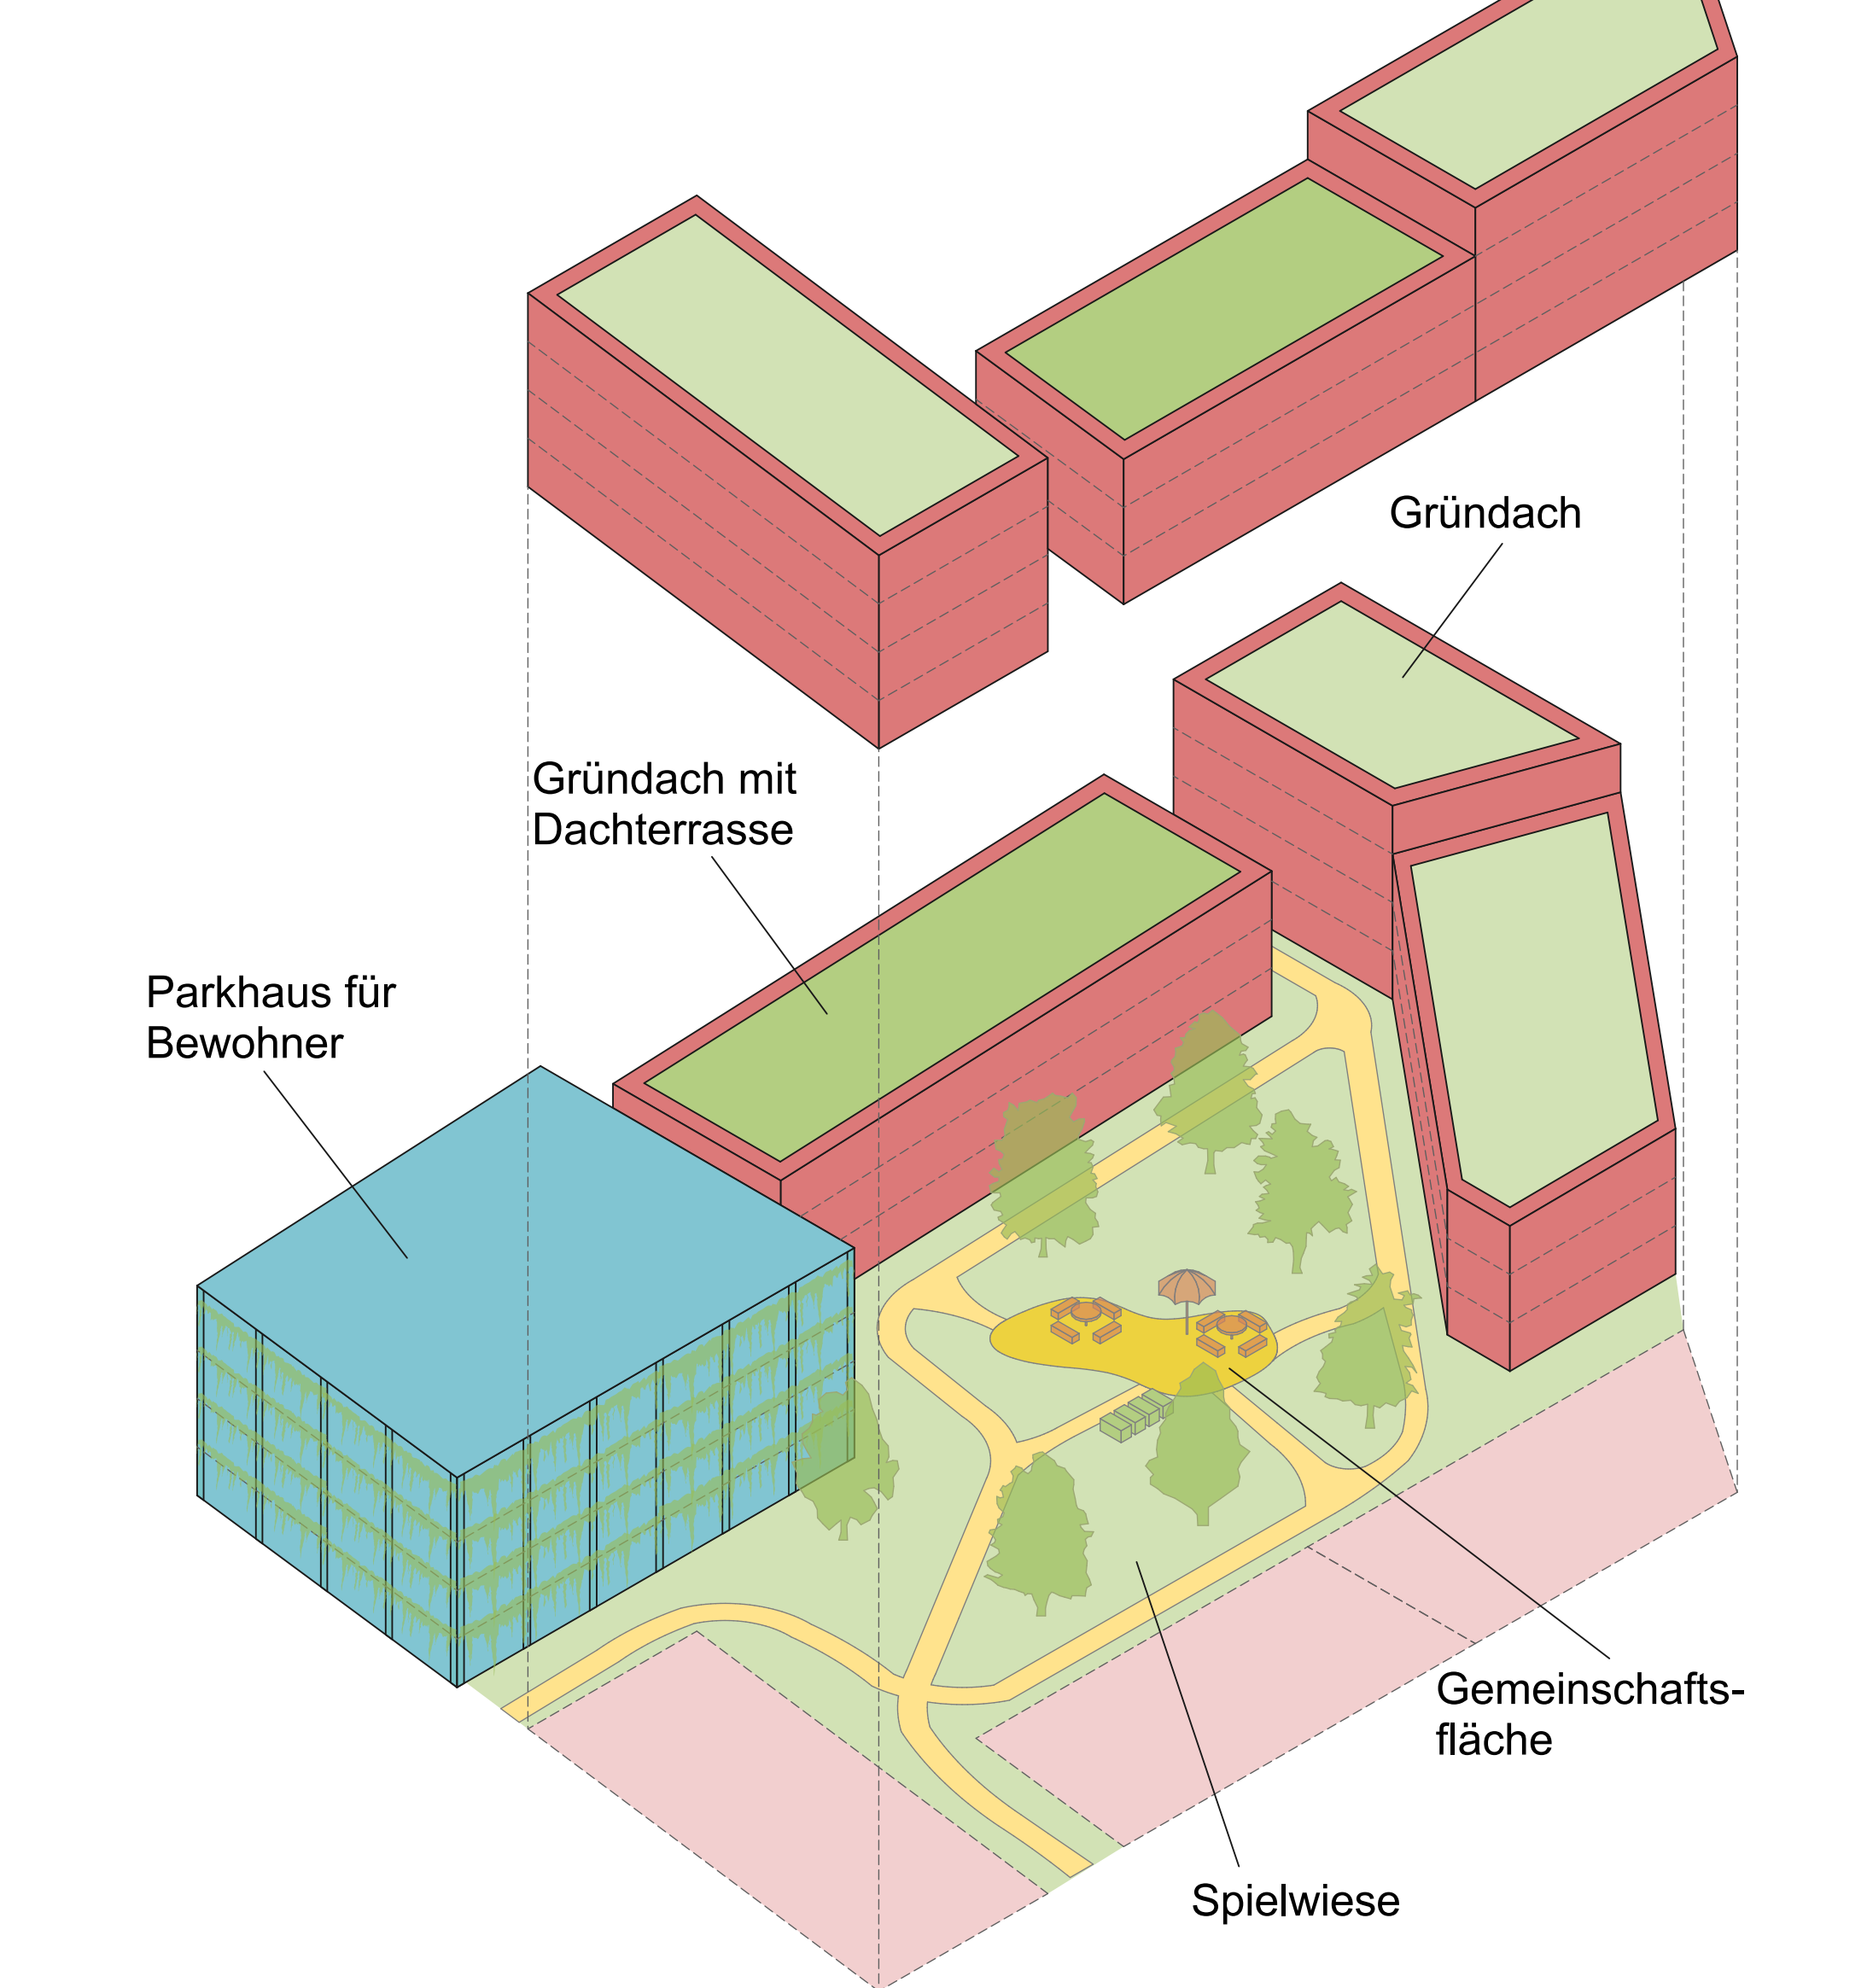 Gründach
Gründach mit
Dachterrasse
Parkhaus für
Bewohner
Gemeinschafts-
fläche
Spielwiese